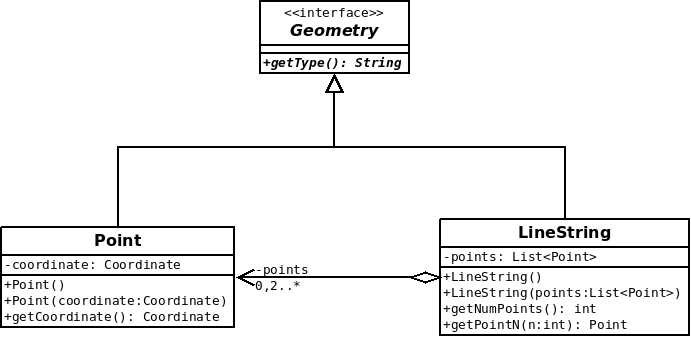 <<interface>>
Geometry
+getType(): String
Point
-coordinate: Coordinate
+Point()
+Point(coordinate:Coordinate)
+getCoordinate(): Coordinate
-points
0,2..*
LineString
-points: List<Point>
+LineString()
+LineString(points:List<Point>)
+getNumPoints(): int
+getPointN(n:int): Point